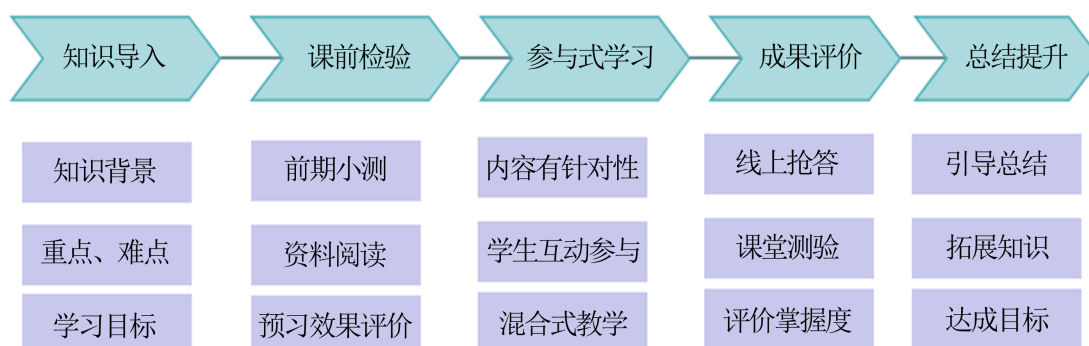 知识导入
课前检验
参与式学习
成果评价
总结提升
知识背景
前期小测
内容有针对性
线上抢答
引导总结
重点、难点
资料阅读
学生互动参与
课堂测验
拓展知识
学习目标
预习效果评价
混合式教学
评价掌握度
达成目标